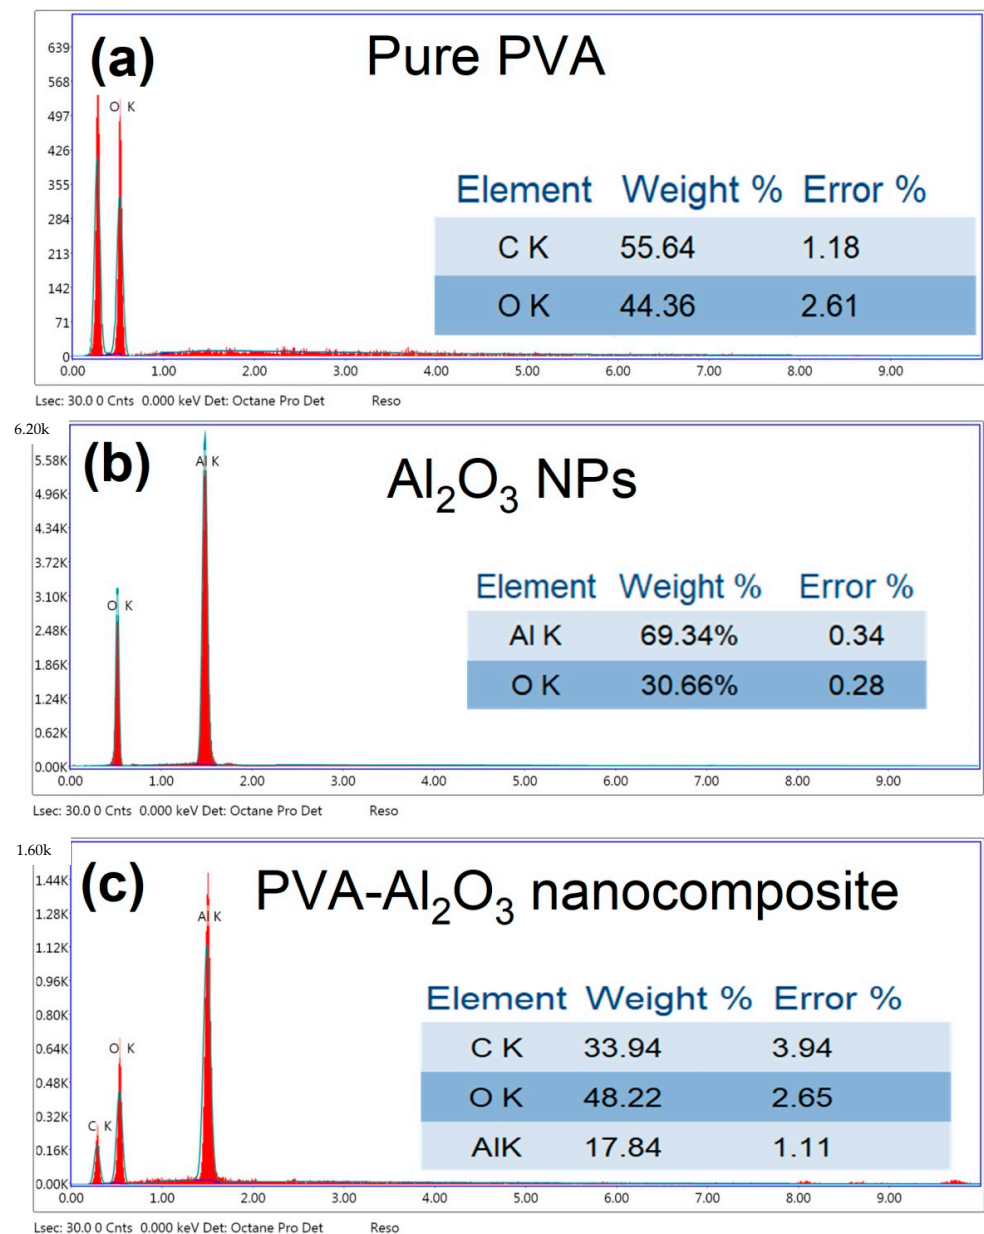 (a)
Pure PVA
639
568
497
426
355
284
213
142
71
0
O K
Element Weight % Error %
C K 55.64 1.18
O K 44.36 2.61
0.00 1.00 2.00 3.00 4.00 5.00 6.00 7.00 8.00 9.00
Lsec: 30.0 0 Cnts 0.000 keV Det: Octane Pro Det Reso
6.20k
(b)
Al₂O₃ NPs
5.58K
4.96K
4.34K
3.72K
3.10K
2.48K
1.86K
1.24K
0.62K
0.00K
Al K
O K
Element Weight % Error %
Al K 69.34% 0.34
O K 30.66% 0.28
0.00 1.00 2.00 3.00 4.00 5.00 6.00 7.00 8.00 9.00
Lsec: 30.0 0 Cnts 0.000 keV Det: Octane Pro Det Reso
1.60k
(c)
PVA-Al₂O₃ nanocomposite
1.44K
1.28K
1.12K
0.96K
0.80K
0.64K
0.48K
0.32K
0.16K
0.00K
Al K
O K
C K
Element Weight % Error %
C K 33.94 3.94
O K 48.22 2.65
AlK 17.84 1.11
0.00 1.00 2.00 3.00 4.00 5.00 6.00 7.00 8.00 9.00
Lsec: 30.0 0 Cnts 0.000 keV Det: Octane Pro Det Reso